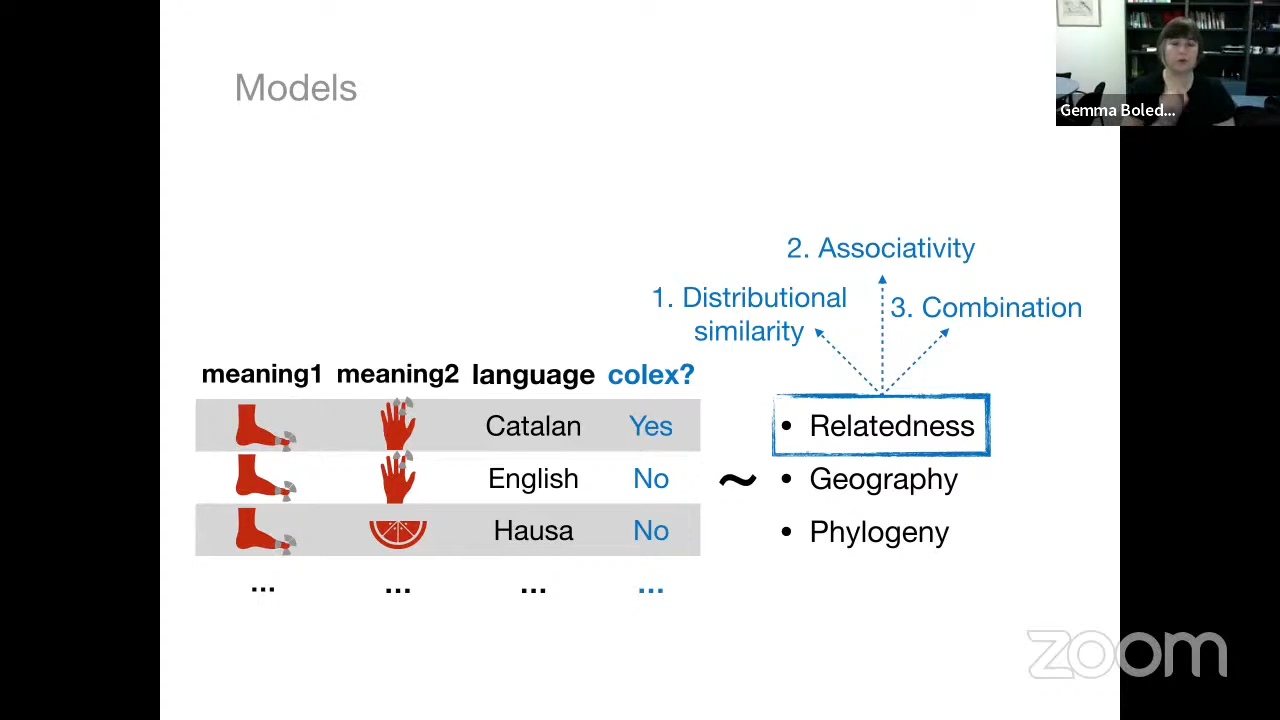 Models
Gemma Boled...
2. Associativity
1. Distributional
similarity
3. Combination
meaning1 meaning2 language colex?
Catalan Yes
• Relatedness
English No
~
• Geography
Hausa No
• Phylogeny
... ... ... ...
zoom